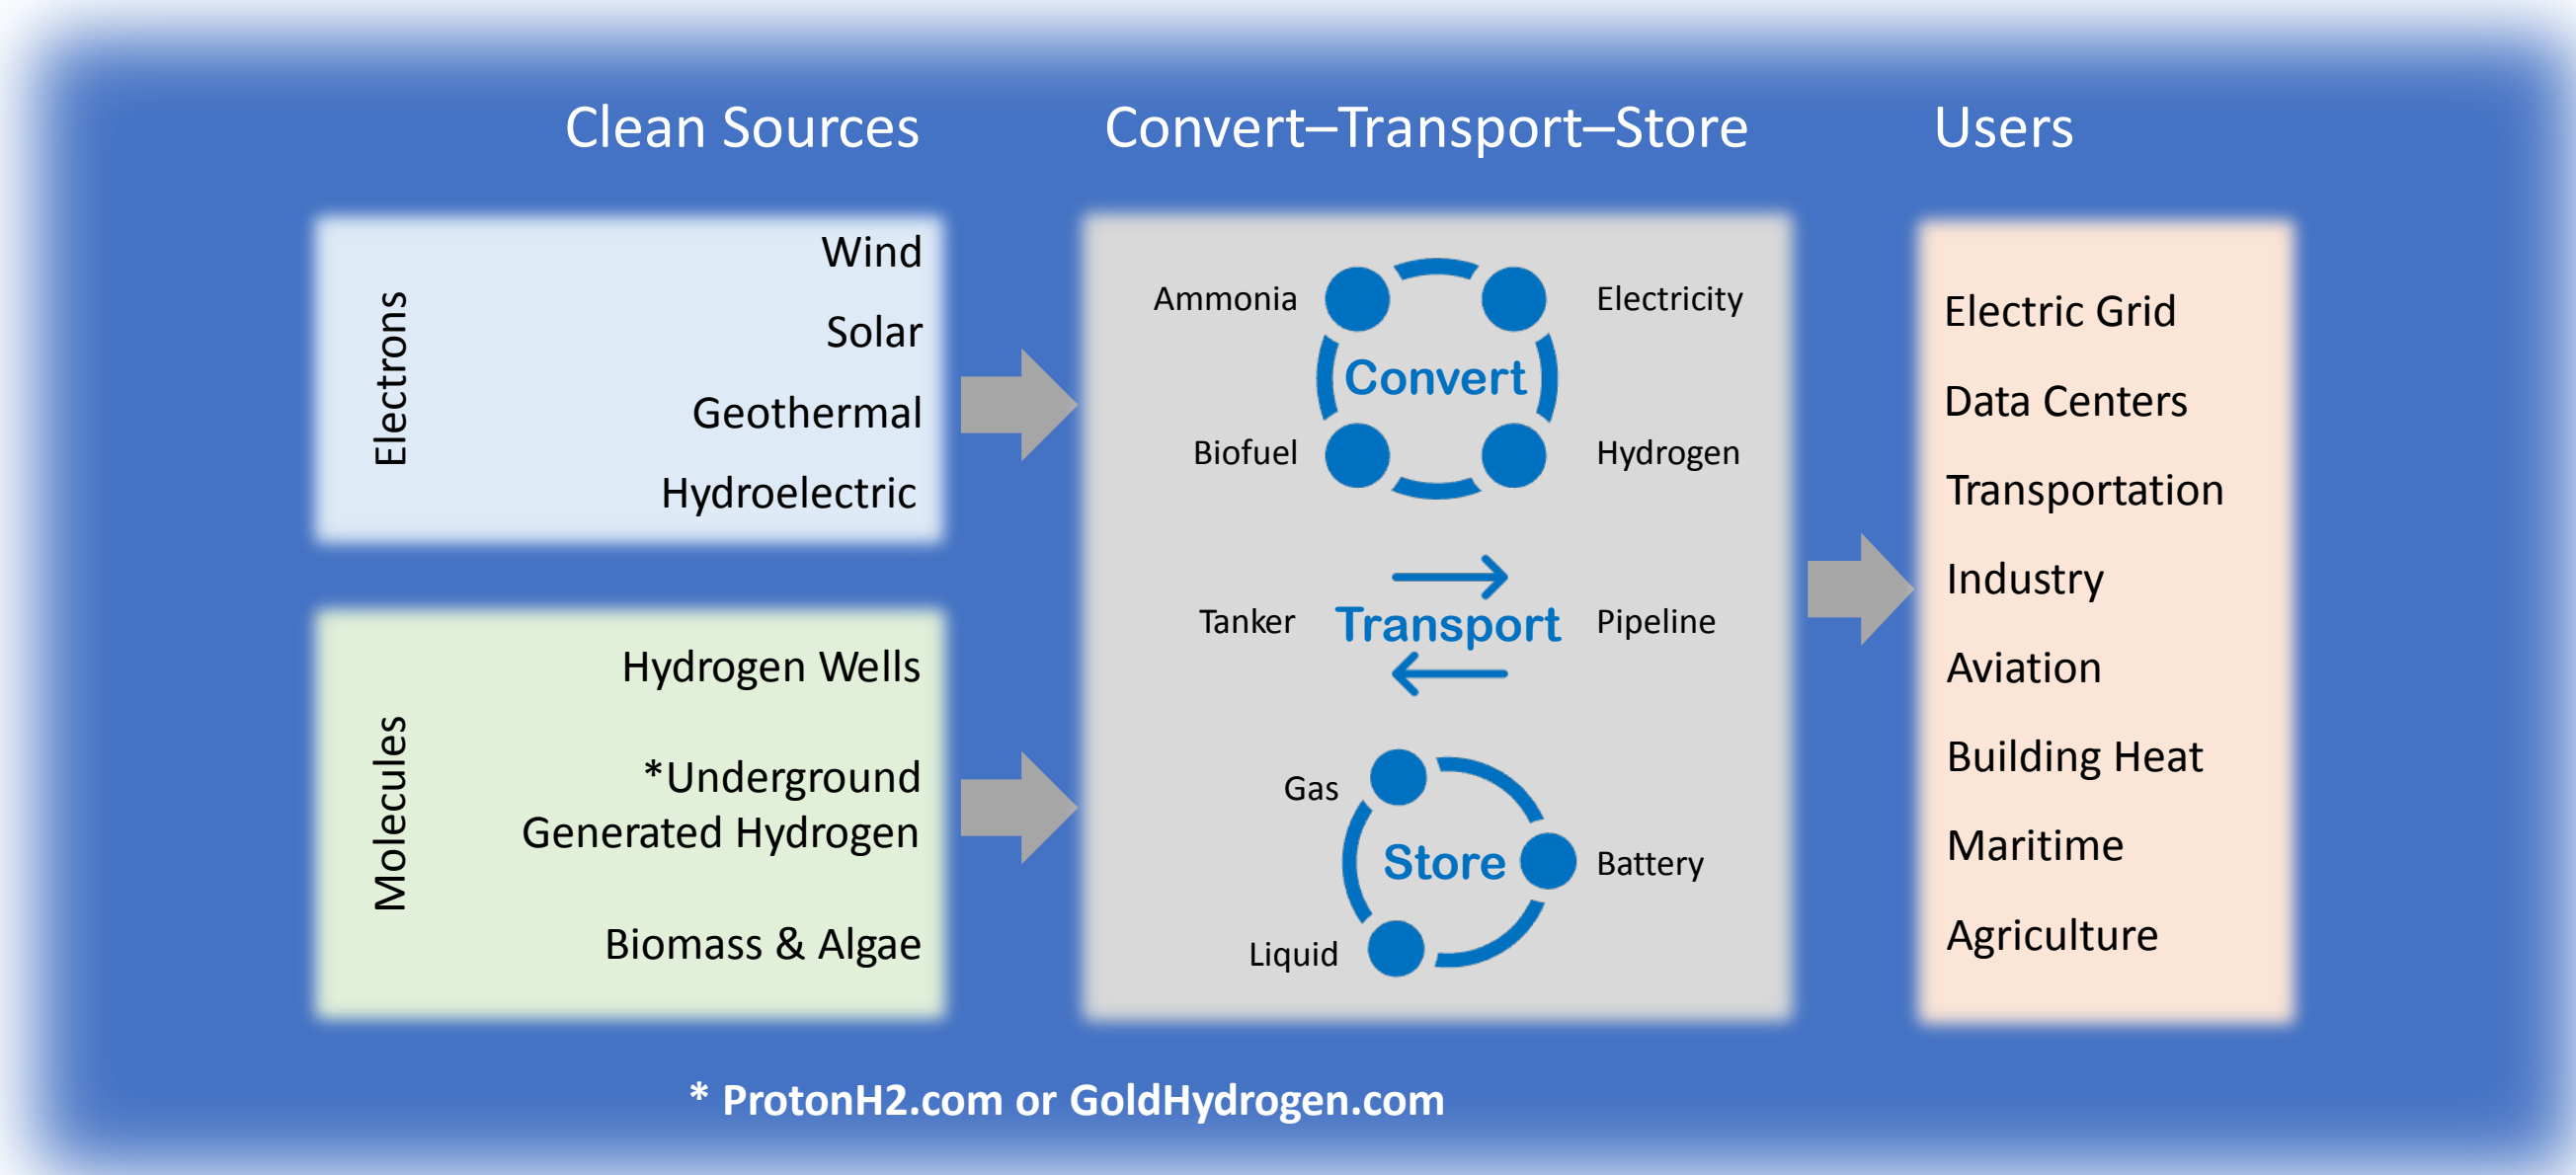 Clean Sources
Convert–Transport–Store
Users
Electrons
Wind
Solar
Geothermal
Hydroelectric
Molecules
Hydrogen Wells
*Underground
Generated Hydrogen
Biomass & Algae
Ammonia
Electricity
Convert
Biofuel
Hydrogen
Tanker
Transport
Pipeline
Gas
Store
Battery
Liquid
Electric Grid
Data Centers
Transportation
Industry
Aviation
Building Heat
Maritime
Agriculture
* ProtonH2.com or GoldHydrogen.com